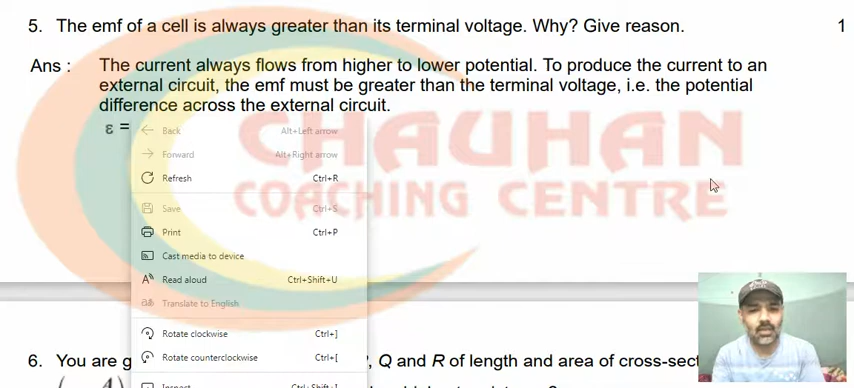 5. The emf of a cell is always greater than its terminal voltage. Why? Give reason. 1
Ans : The current always flows from higher to lower potential. To produce the current to an
external circuit, the emf must be greater than the terminal voltage, i.e. the potential
difference across the external circuit.
ε =
Back Alt+Left arrow
Forward Alt+Right arrow
Refresh Ctrl+R
Save Ctrl+S
Print Ctrl+P
Cast media to device
Read aloud Ctrl+Shift+U
Translate to English
Rotate clockwise Ctrl+]
Rotate counterclockwise Ctrl+[
Inspect Ctrl+Shift+I
CHAUHAN
COACHING CENTRE
6. You are g , Q and R of length and area of cross-sect